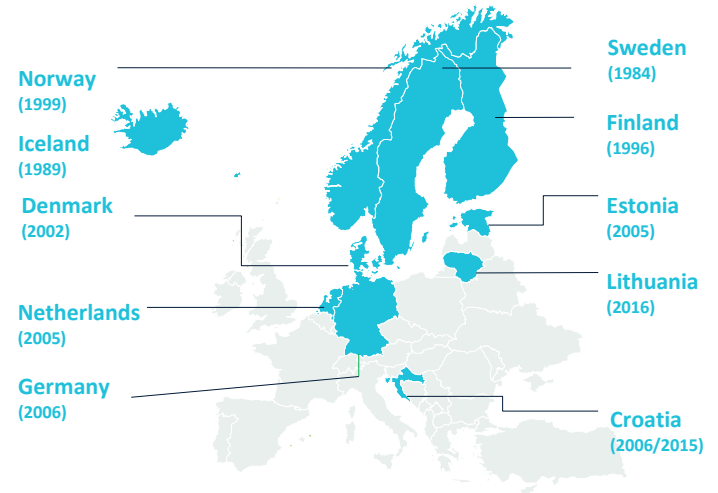 Norway
(1999)
Iceland
(1989)
Denmark
(2002)
Netherlands
(2005)
Germany
(2006)
Sweden
(1984)
Finland
(1996)
Estonia
(2005)
Lithuania
(2016)
Croatia
(2006/2015)